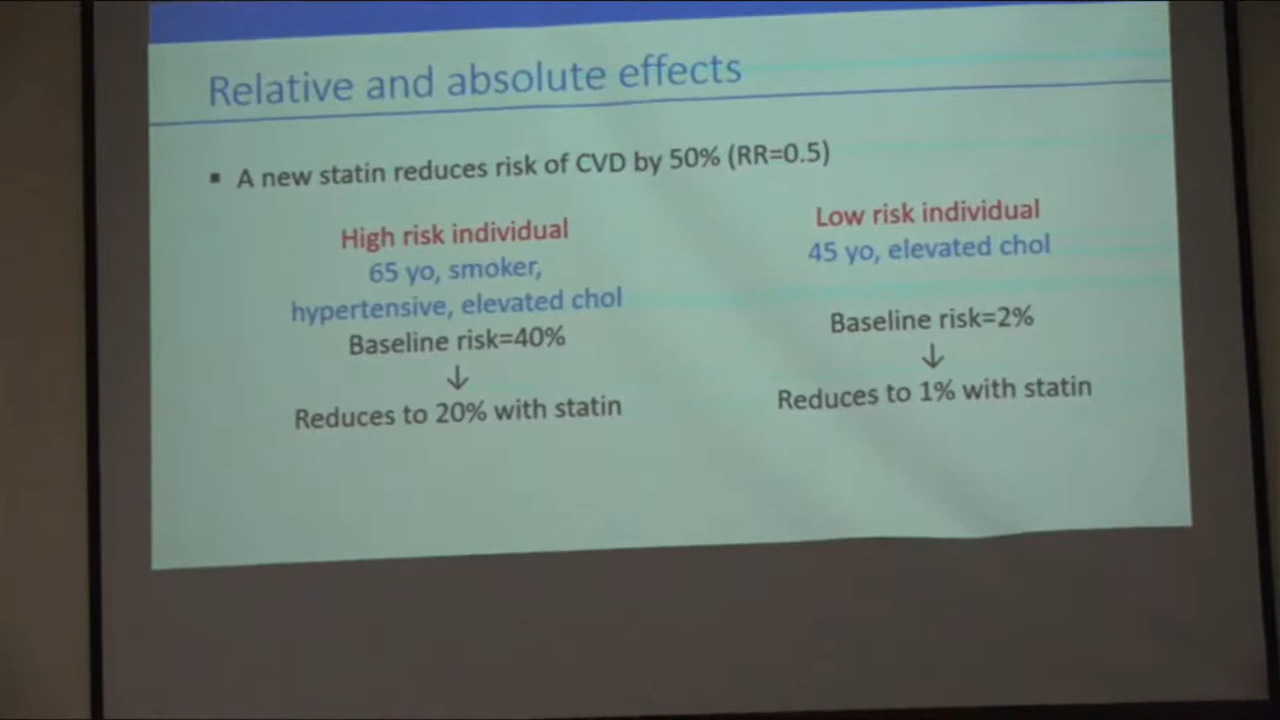 Relative and absolute effects
▪ A new statin reduces risk of CVD by 50% (RR=0.5)
High risk individual
65 yo, smoker,
hypertensive, elevated chol
Baseline risk=40%
↓
Reduces to 20% with statin
Low risk individual
45 yo, elevated chol
Baseline risk=2%
↓
Reduces to 1% with statin